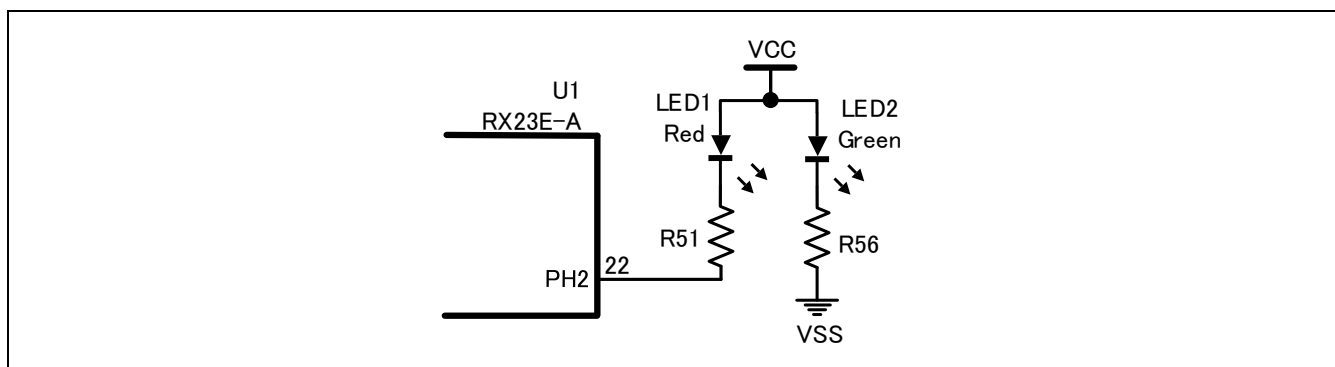 VCC
U1
RX23E-A
LED1
Red
LED2
Green
R51
R56
PH2
22
VSS